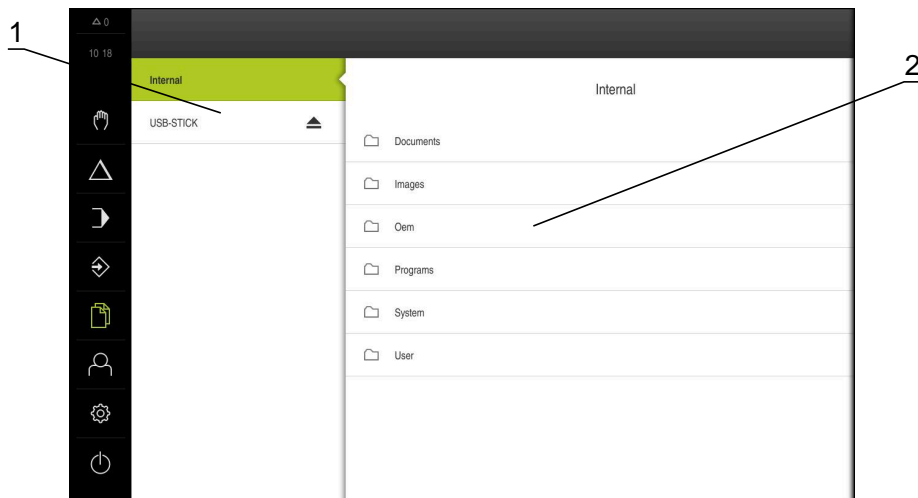 1
0
10 18
2
Internal
Internal
USB-STICK
Documents
Images
Oem
Programs
System
User